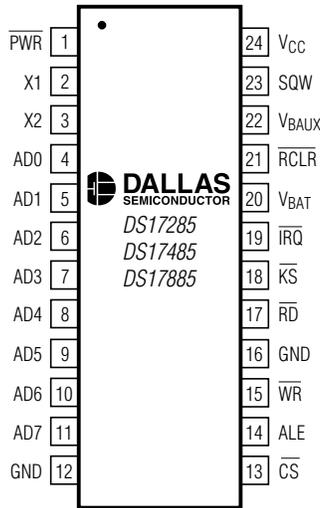 PWR 1 24 VCC
X1 2 23 SQW
X2 3 22 VBAUX
AD0 4 21 RCLR
AD1 5 DALLAS 20 VBAT
SEMICONDUCTOR
AD2 6 DS17285 19 IRQ
DS17485
AD3 7 DS17885 18 KS
AD4 8 17 RD
AD5 9 16 GND
AD6 10 15 WR
AD7 11 14 ALE
GND 12 13 CS